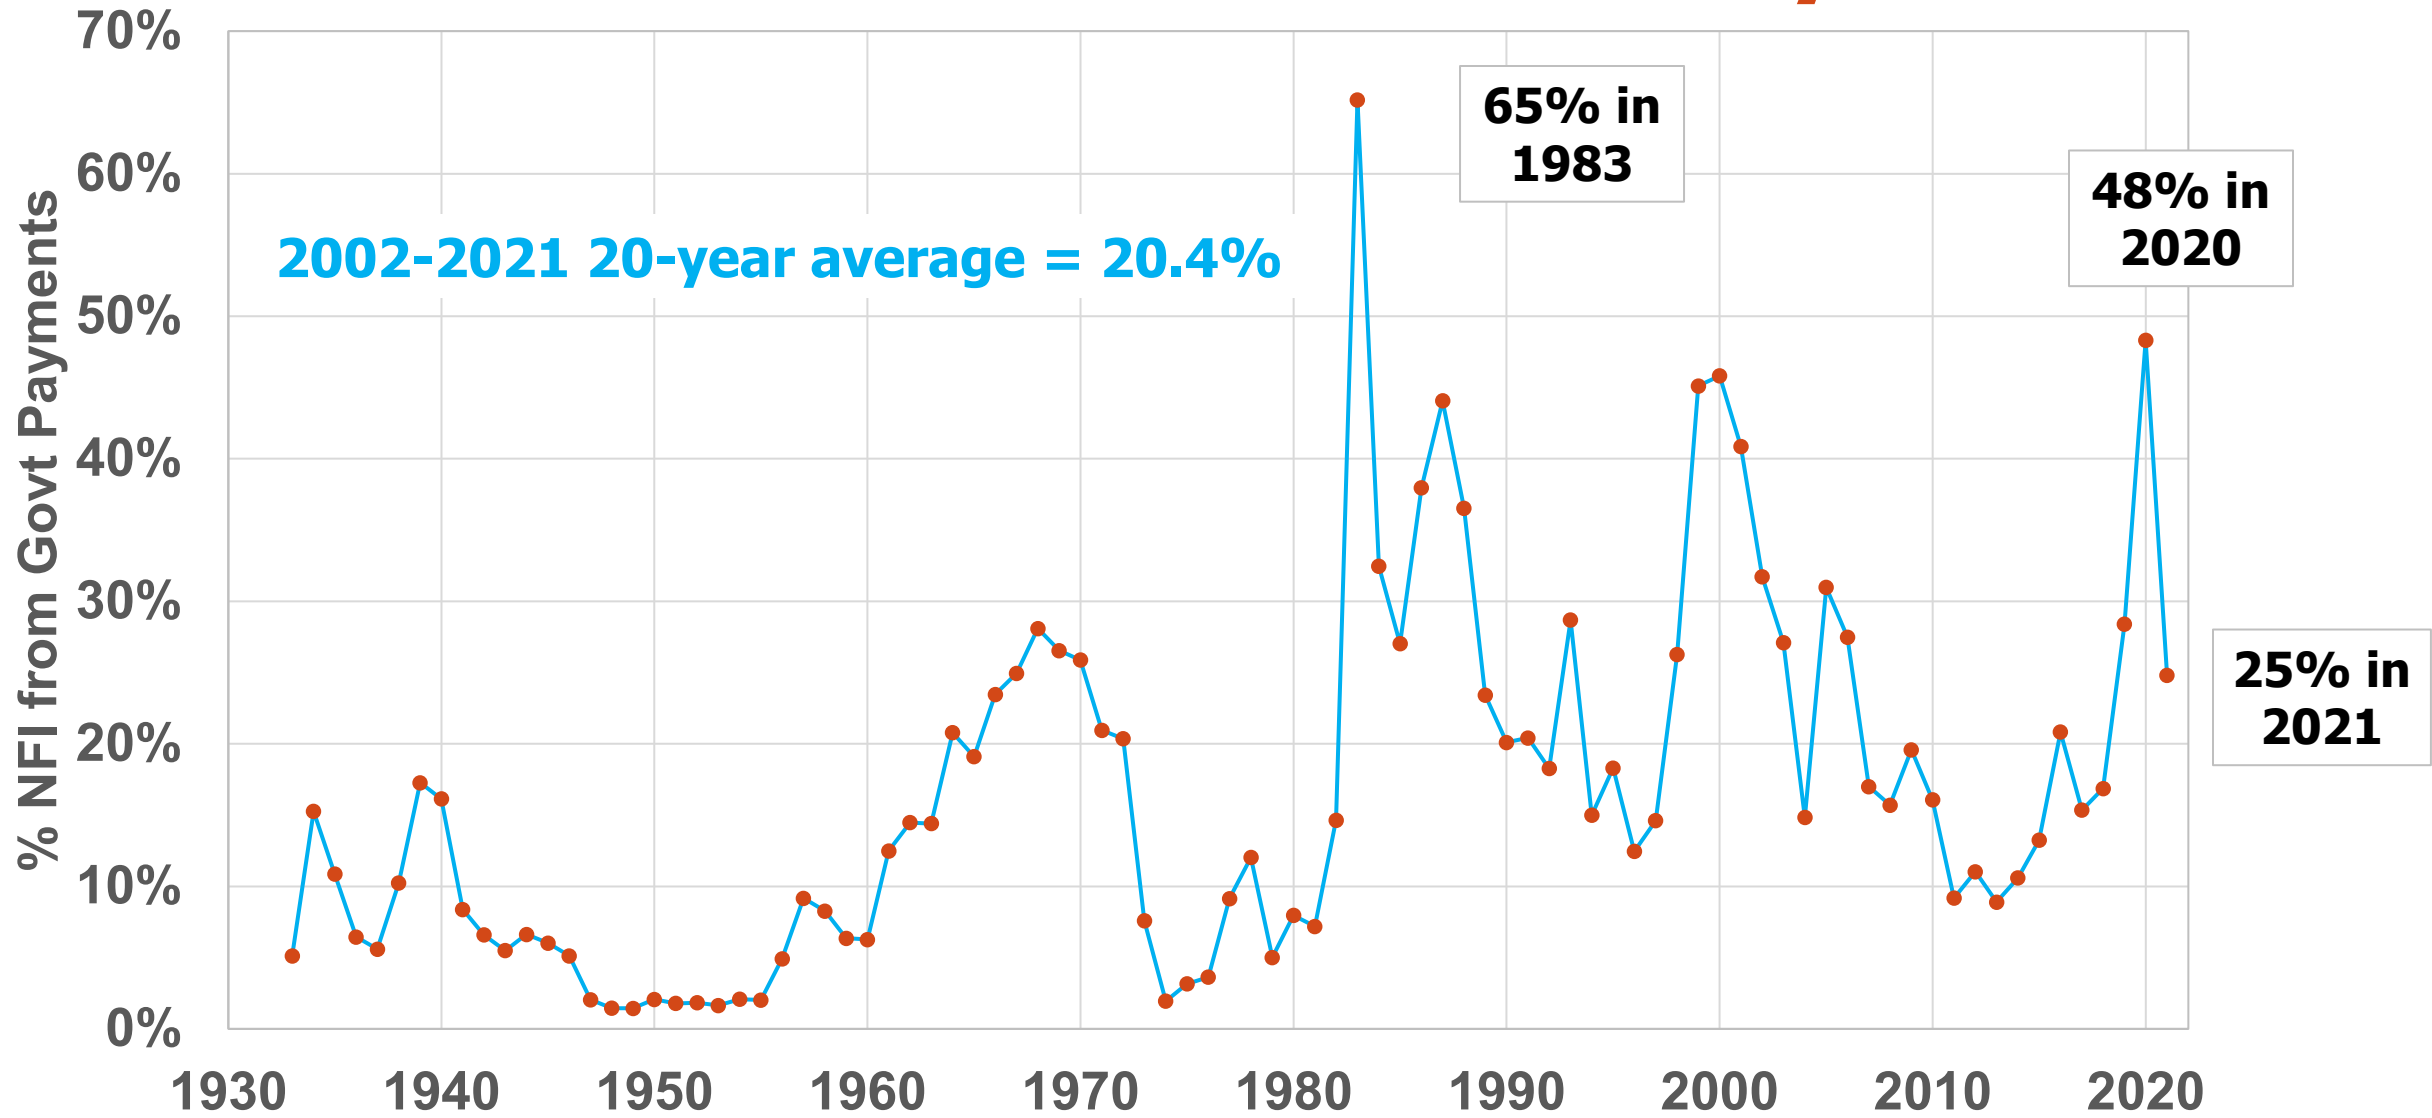 70%
60%
50%
40%
30%
20%
10%
0%
% NFI from Govt Payments
2002-2021 20-year average = 20.4%
65% in
1983
48% in
2020
25% in
2021
1930 1940 1950 1960 1970 1980 1990 2000 2010 2020